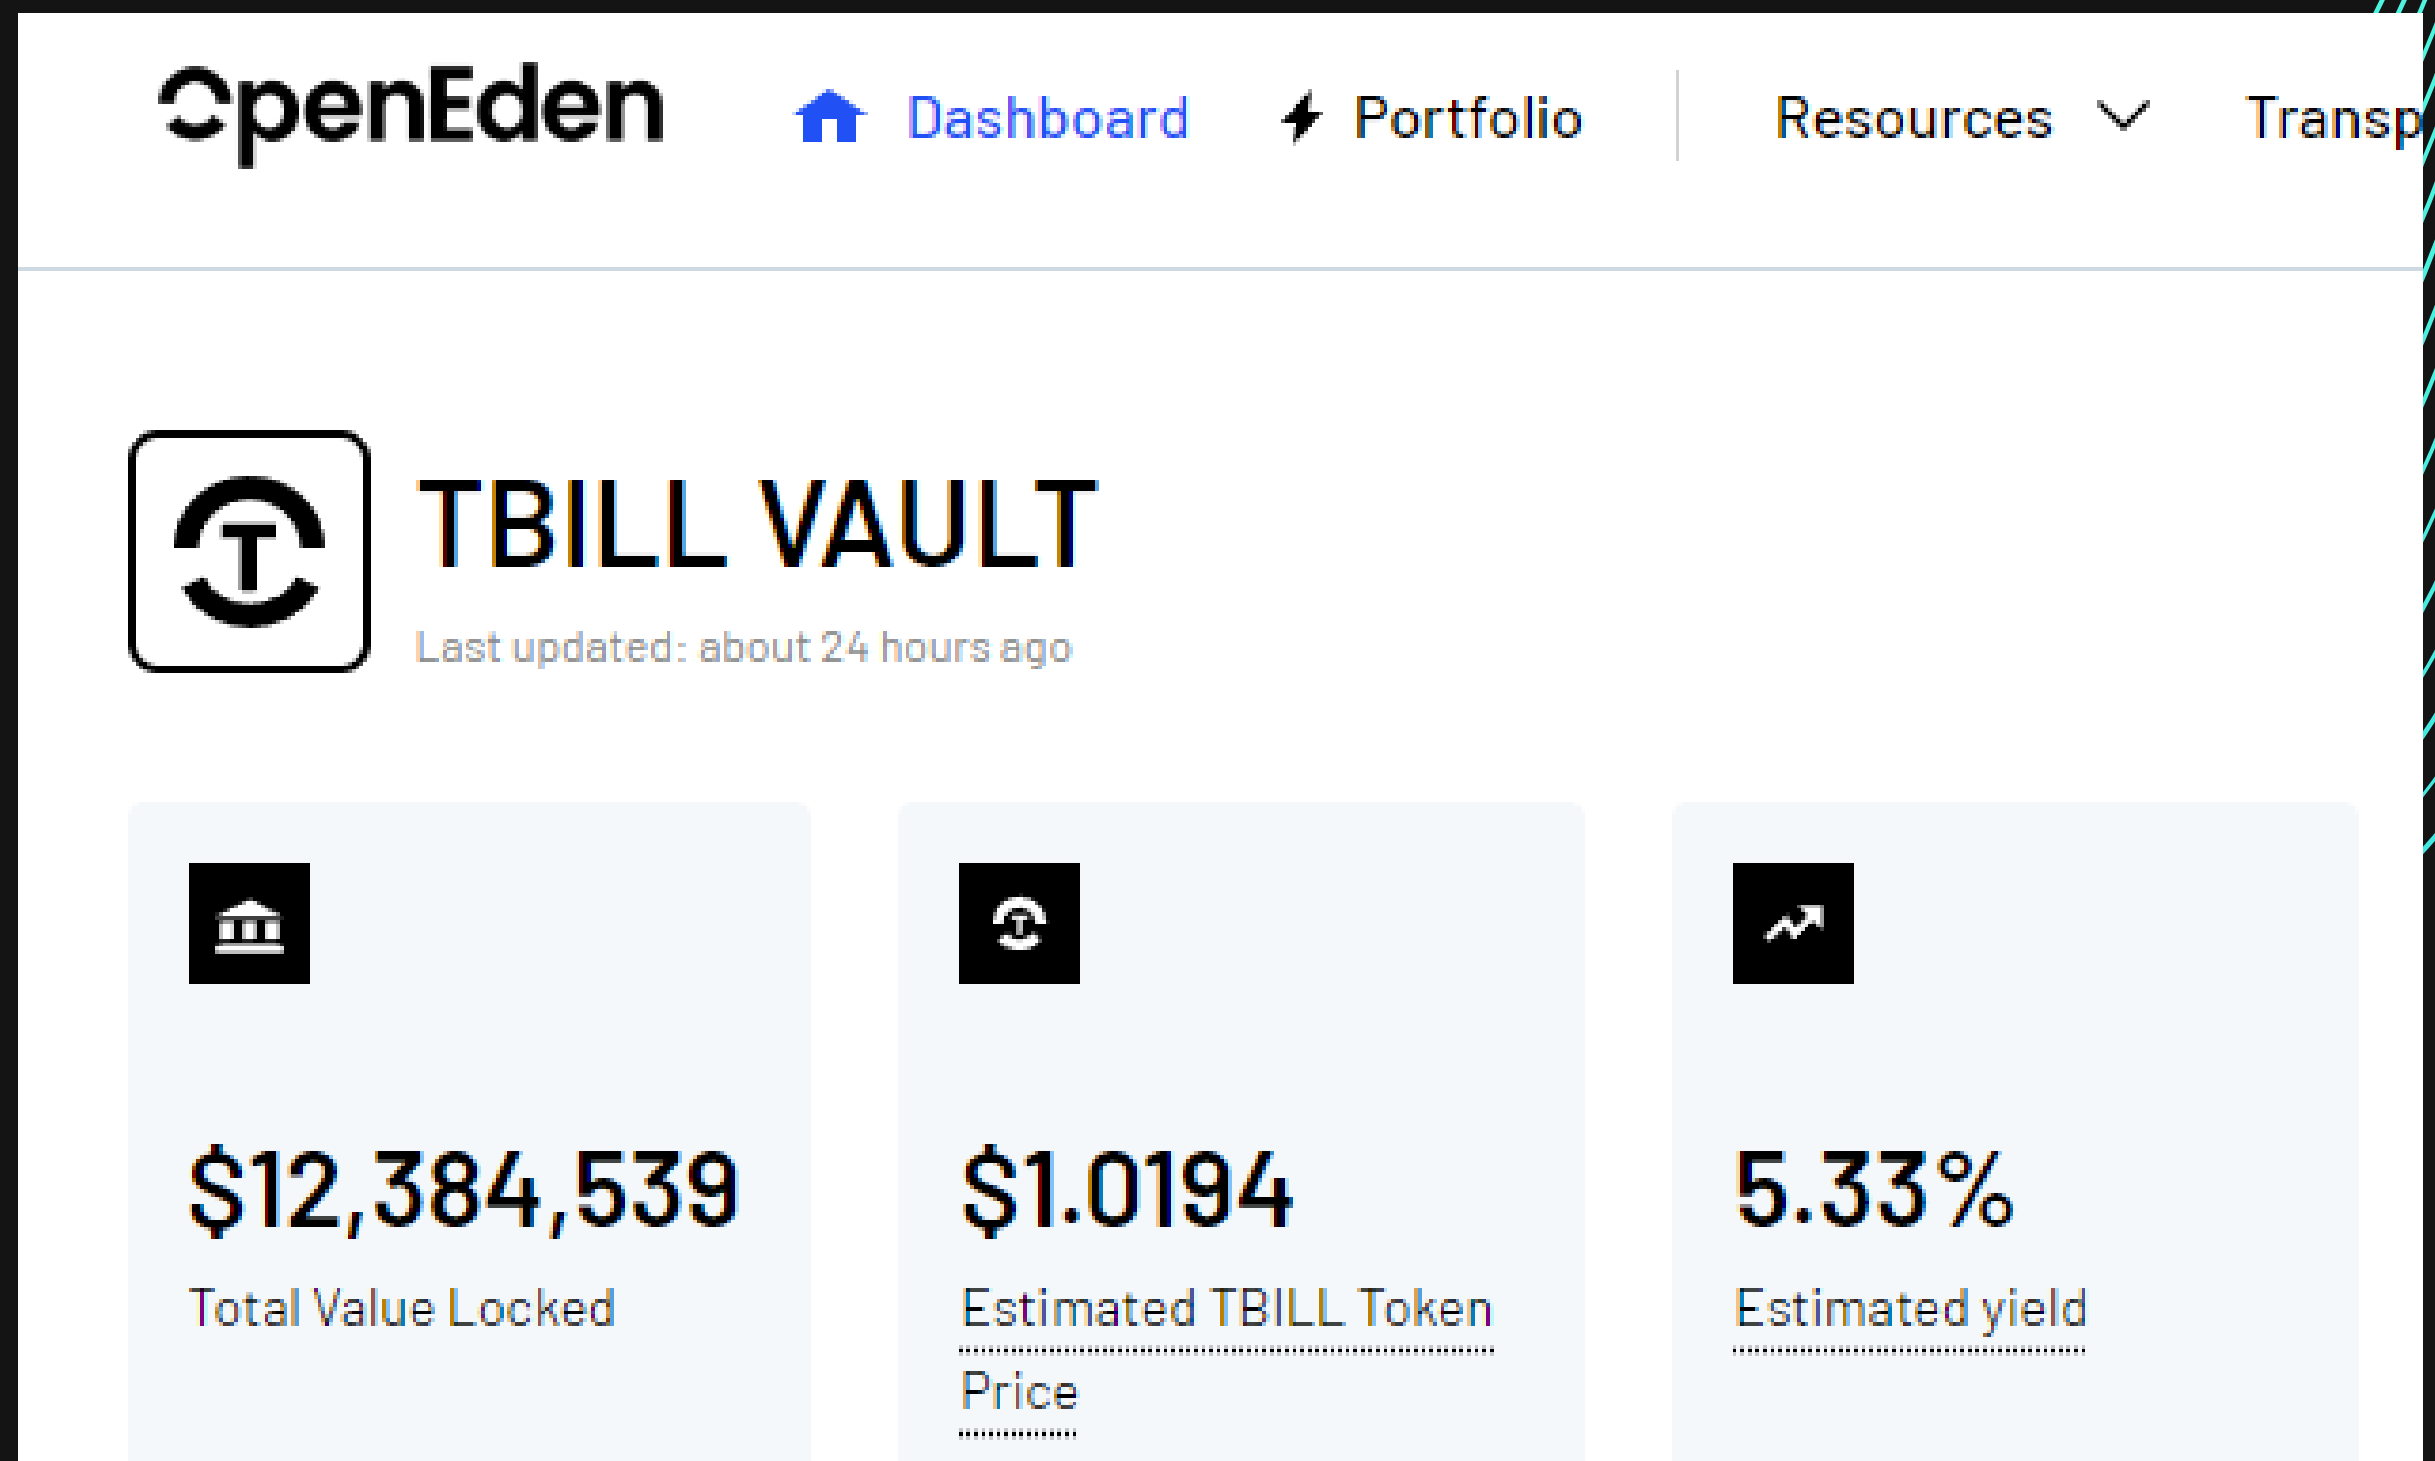 OpenEden Dashboard Portfolio Resources Transp
TBILL VAULT
Last updated: about 24 hours ago
$12,384,539
Total Value Locked
$1.0194
Estimated TBILL Token
Price
5.33%
Estimated yield